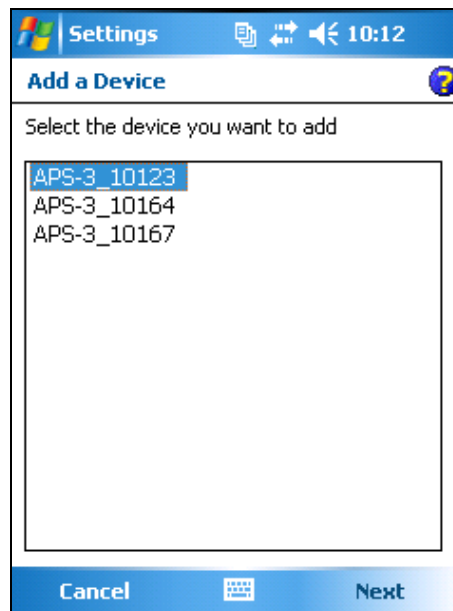 Settings 10:12
Add a Device
?
Select the device you want to add
APS-3_10123
APS-3_10164
APS-3_10167
Cancel Next